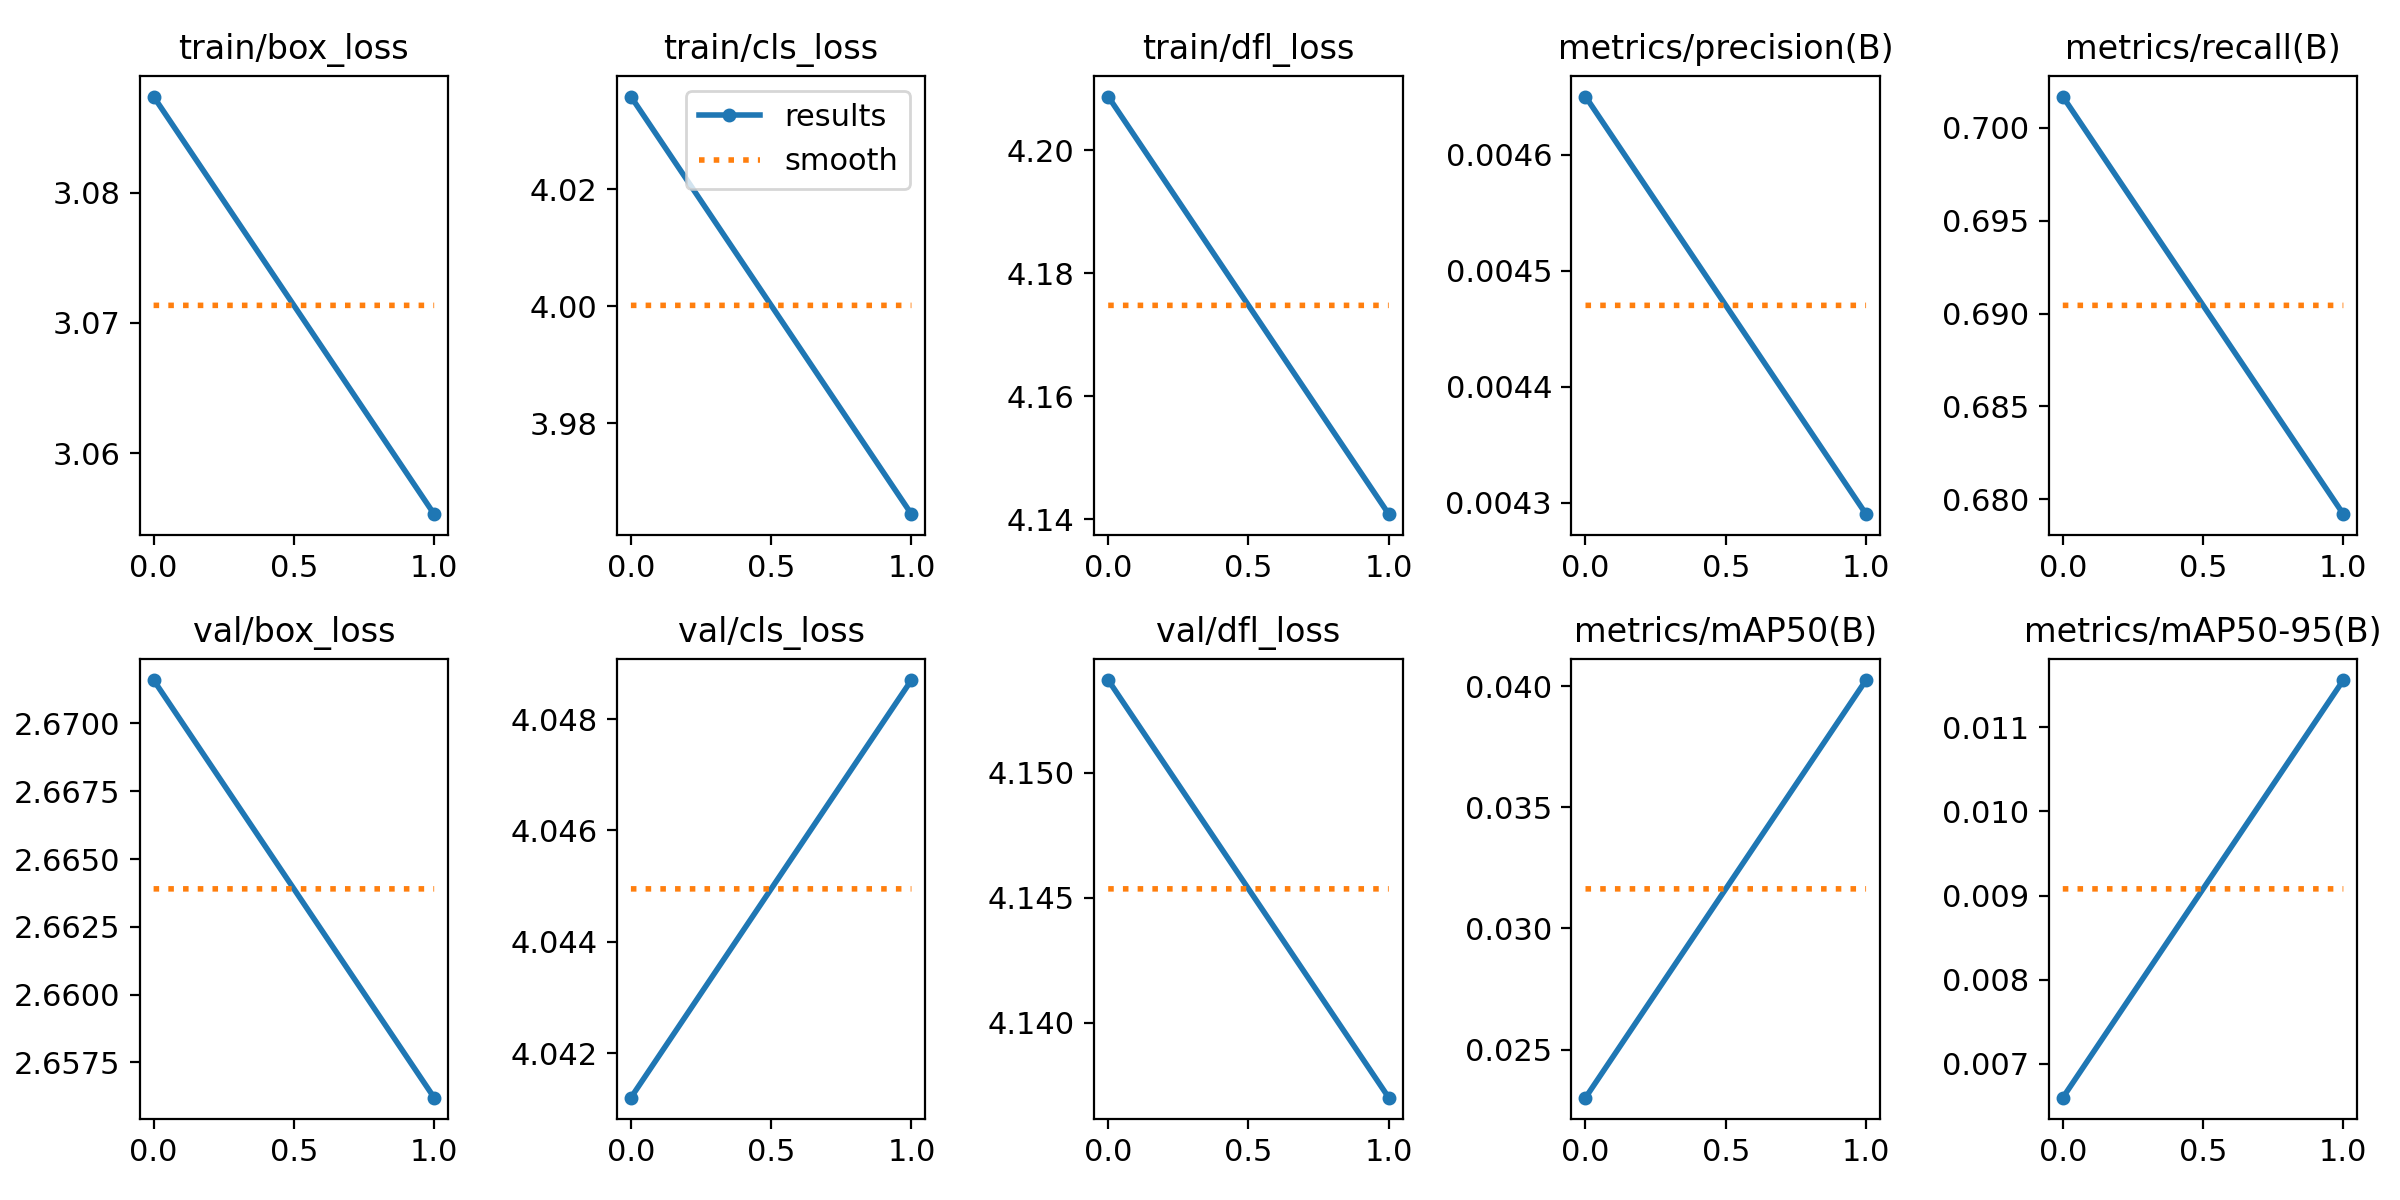 train/box_loss
3.08
3.07
3.06
0.0 0.5 1.0
train/cls_loss
results
smooth
4.02
4.00
3.98
0.0 0.5 1.0
train/dfl_loss
4.20
4.18
4.16
4.14
0.0 0.5 1.0
metrics/precision(B)
0.0046
0.0045
0.0044
0.0043
0.0 0.5 1.0
metrics/recall(B)
0.700
0.695
0.690
0.685
0.680
0.0 0.5 1.0
val/box_loss
2.6700
2.6675
2.6650
2.6625
2.6600
2.6575
0.0 0.5 1.0
val/cls_loss
4.048
4.046
4.044
4.042
0.0 0.5 1.0
val/dfl_loss
4.150
4.145
4.140
0.0 0.5 1.0
metrics/mAP50(B)
0.040
0.035
0.030
0.025
0.0 0.5 1.0
metrics/mAP50-95(B)
0.011
0.010
0.009
0.008
0.007
0.0 0.5 1.0